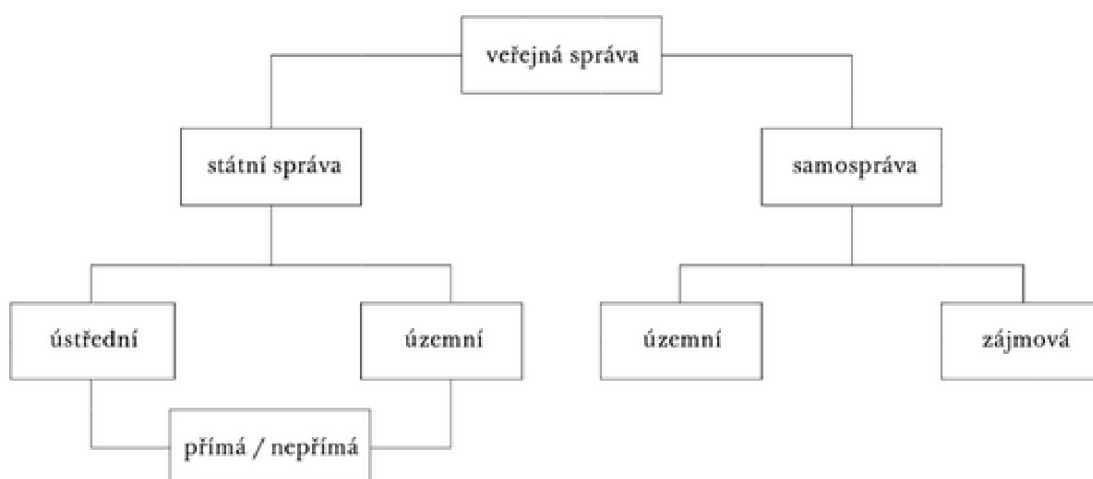 veřejná správa
státní správa
samospráva
ústřední
územní
územní
zájmová
přímá / nepřímá